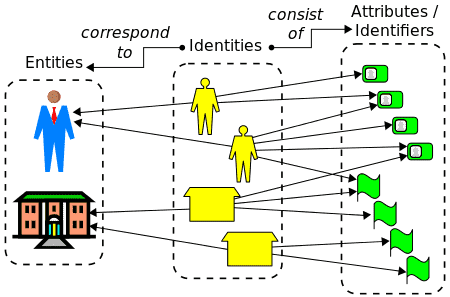 correspond
to
consist
of
Attributes /
Identifiers
Entities
Identities